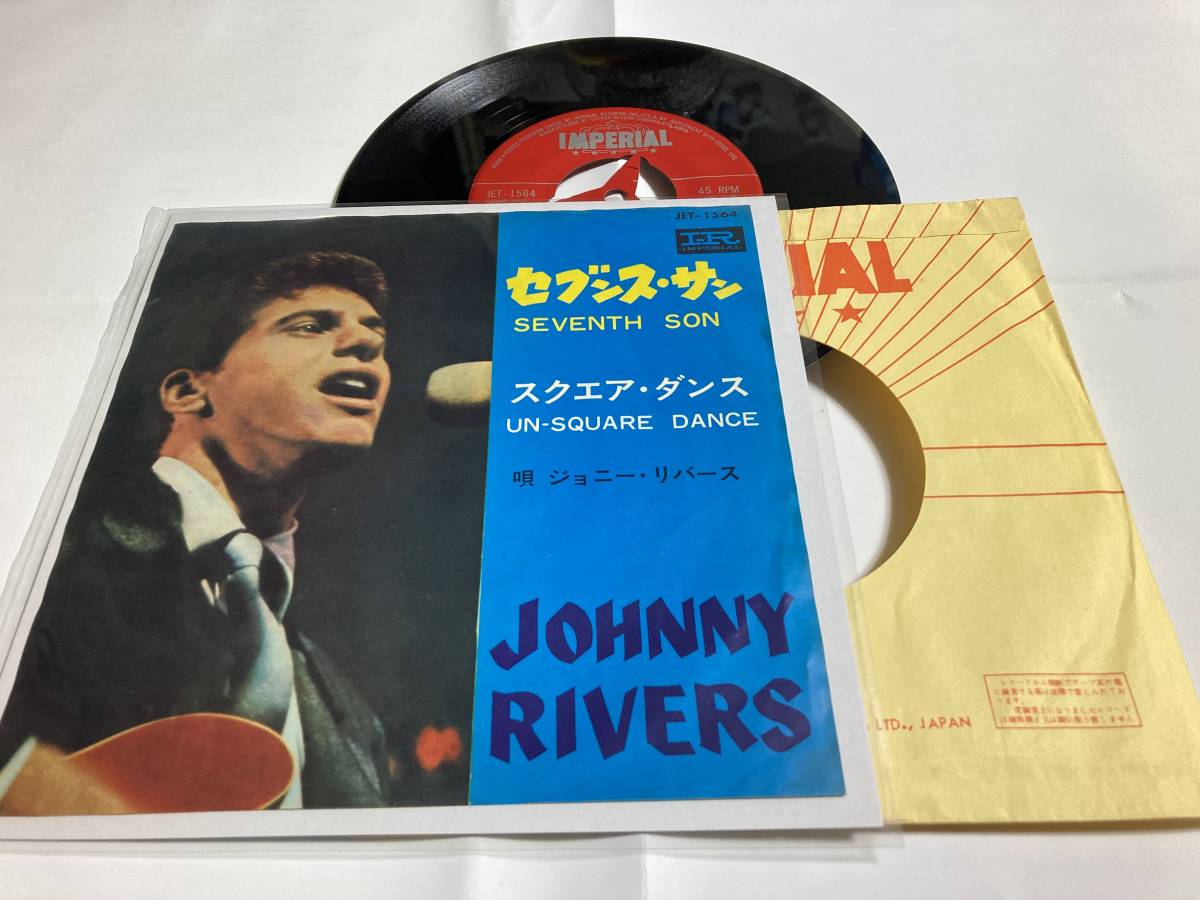 IMPERIAL
JET-1564
45 RPM
JET-1564
IR
IMPERIAL
セブンス・サン
SEVENTH SON
スクエア・ダンス
UN-SQUARE DANCE
唄 ジョニー・リバース
JOHNNY
RIVERS
IAL
LTD., JAPAN